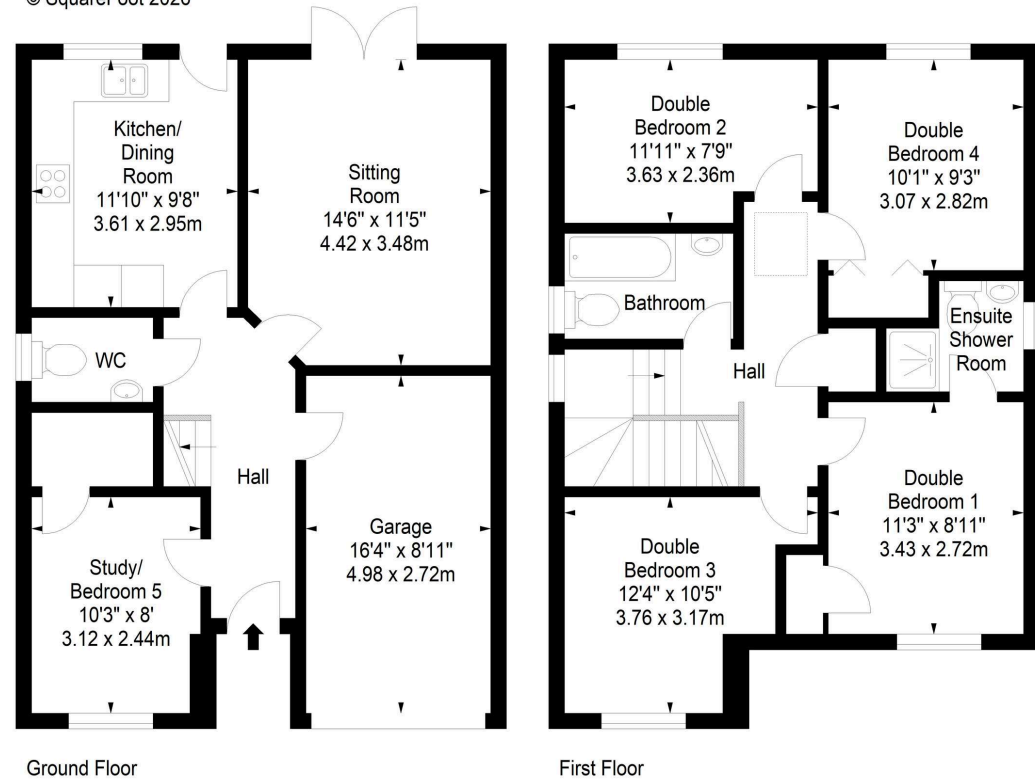 © SquareFoot 2026
Kitchen/
Dining
Room
11'10" x 9'8"
3.61 x 2.95m
Sitting
Room
14'6" x 11'5"
4.42 x 3.48m
WC
Hall
Study/
Bedroom 5
10'3" x 8'
3.12 x 2.44m
Garage
16'4" x 8'11"
4.98 x 2.72m
Ground Floor
Double
Bedroom 2
11'11" x 7'9"
3.63 x 2.36m
Double
Bedroom 4
10'1" x 9'3"
3.07 x 2.82m
Bathroom
Ensuite
Shower
Room
Hall
Double
Bedroom 3
12'4" x 10'5"
3.76 x 3.17m
Double
Bedroom 1
11'3" x 8'11"
3.43 x 2.72m
First Floor